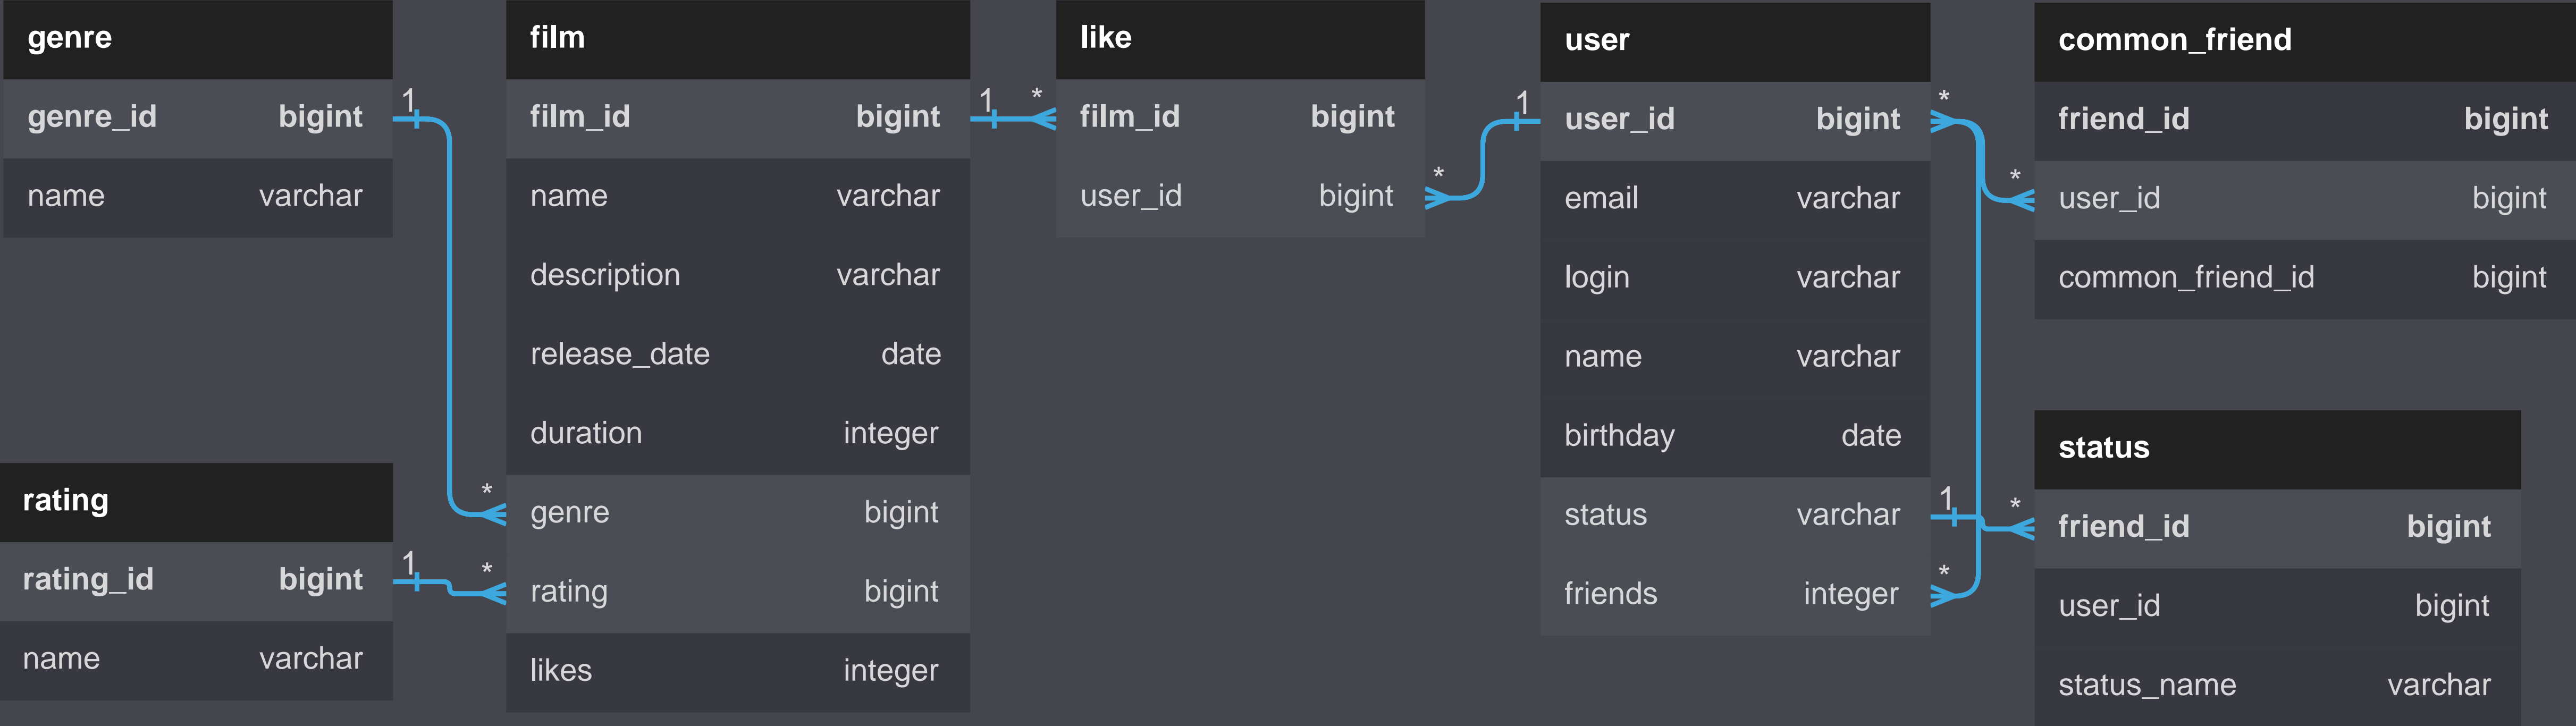 genre
genre_id bigint
name varchar
rating
rating_id bigint
name varchar
1
*
1
*
film
film_id bigint
name varchar
description varchar
release_date date
duration integer
genre bigint
rating bigint
likes integer
1 *
like
film_id bigint
user_id bigint
*
1
user
user_id bigint
email varchar
login varchar
name varchar
birthday date
status varchar
friends integer
*
*
1 *
*
common_friend
friend_id bigint
user_id bigint
common_friend_id bigint
status
friend_id bigint
user_id bigint
status_name varchar